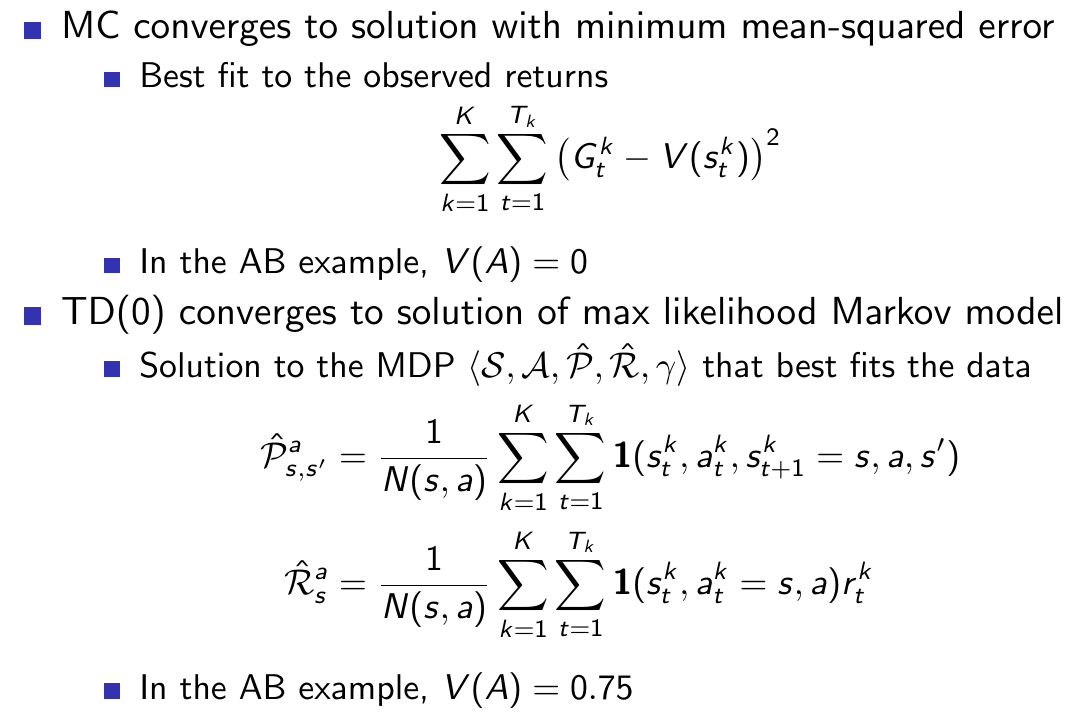 MC converges to solution with minimum mean-squared error
Best fit to the observed returns
$\sum_{k=1}^{K} \sum_{t=1}^{T_k} \left( G_t^k - V(s_t^k) \right)^2$
In the AB example, $V(A) = 0$
TD(0) converges to solution of max likelihood Markov model
Solution to the MDP $\langle \mathcal{S}, \mathcal{A}, \hat{\mathcal{P}}, \hat{\mathcal{R}}, \gamma \rangle$ that best fits the data
$\hat{\mathcal{P}}_{s,s'}^a = \frac{1}{N(s,a)} \sum_{k=1}^{K} \sum_{t=1}^{T_k} \mathbf{1}(s_t^k, a_t^k, s_{t+1}^k = s, a, s')$
$\hat{\mathcal{R}}_s^a = \frac{1}{N(s,a)} \sum_{k=1}^{K} \sum_{t=1}^{T_k} \mathbf{1}(s_t^k, a_t^k = s, a) r_t^k$
In the AB example, $V(A) = 0.75$